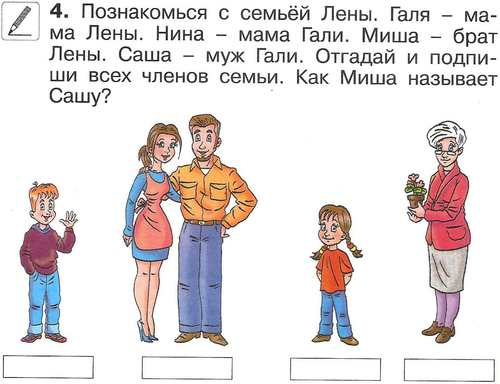 4. Познакомься с семьёй Лены. Галя – ма-
ма Лены. Нина – мама Гали. Миша – брат
Лены. Саша – муж Гали. Отгадай и подпи-
ши всех членов семьи. Как Миша называет
Сашу?